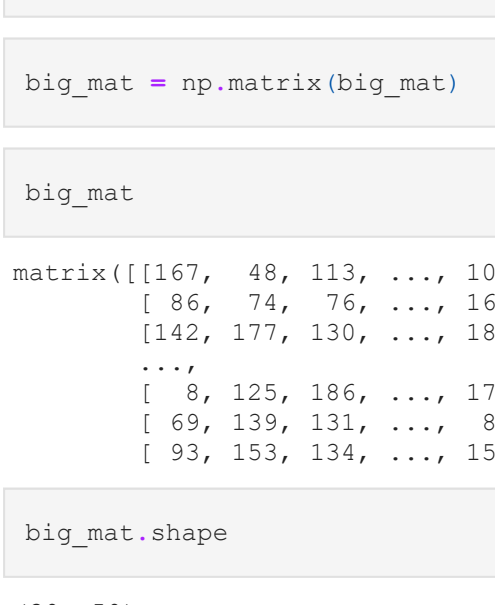 big_mat = np.matrix(big_mat)
big_mat
matrix([[167,  48, 113, ..., 10
[ 86,  74,  76, ..., 16
[142, 177, 130, ..., 18
...,
[  8, 125, 186, ..., 17
[ 69, 139, 131, ...,  8
[ 93, 153, 134, ..., 15
big_mat.shape